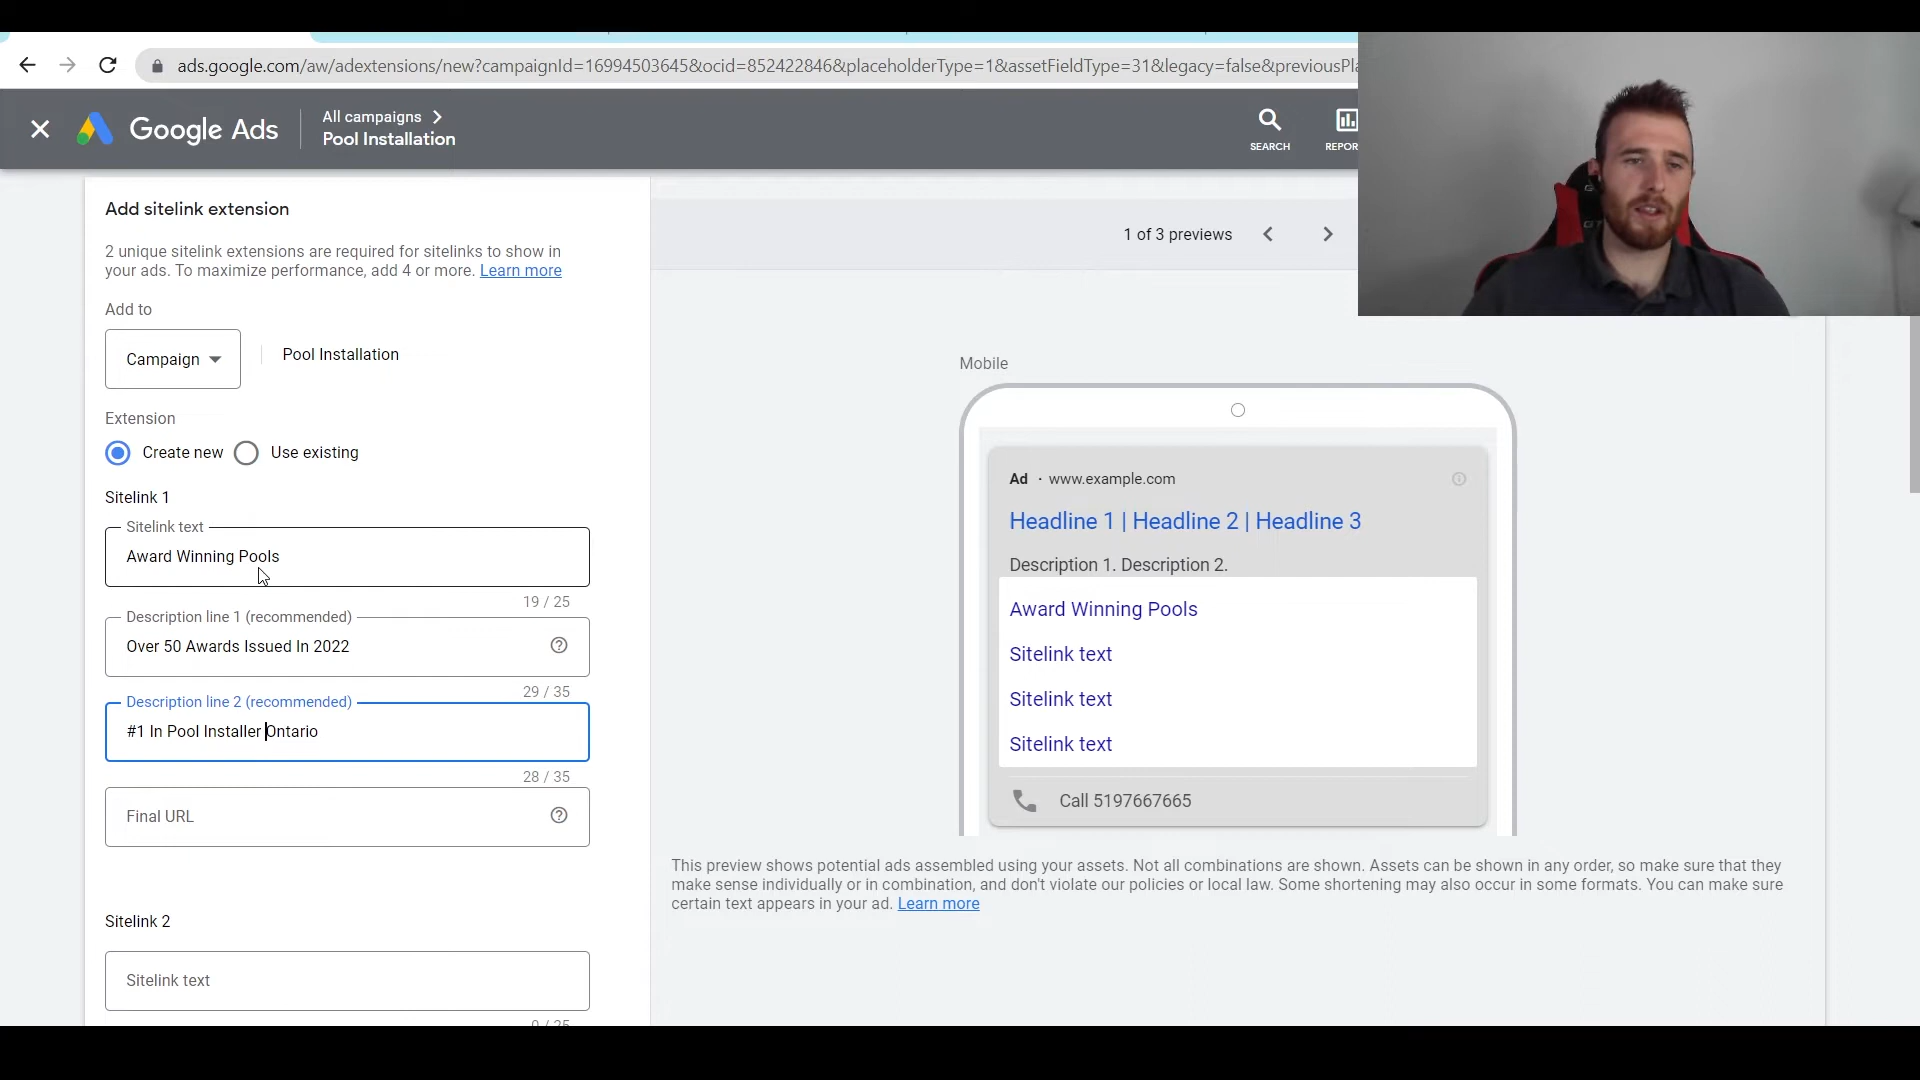 ads.google.com/aw/adextensions/new?campaignId=16994503645&ocid=852422846&placeholderType=1&assetFieldType=31&legacy=false&previousPla
Google Ads
All campaigns
Pool Installation
SEARCH
REPOR
Add sitelink extension
2 unique sitelink extensions are required for sitelinks to show in
your ads. To maximize performance, add 4 or more. Learn more
Add to
Campaign
Pool Installation
Extension
Create new
Use existing
Sitelink 1
Sitelink text
Award Winning Pools
19 / 25
Description line 1 (recommended)
Over 50 Awards Issued In 2022
29 / 35
Description line 2 (recommended)
#1 In Pool Installer Ontario
28 / 35
Final URL
Sitelink 2
Sitelink text
0 / 25
1 of 3 previews
Mobile
Ad · www.example.com
Headline 1 | Headline 2 | Headline 3
Description 1. Description 2.
Award Winning Pools
Sitelink text
Sitelink text
Sitelink text
Call 5197667665
This preview shows potential ads assembled using your assets. Not all combinations are shown. Assets can be shown in any order, so make sure that they
make sense individually or in combination, and don't violate our policies or local law. Some shortening may also occur in some formats. You can make sure
certain text appears in your ad. Learn more